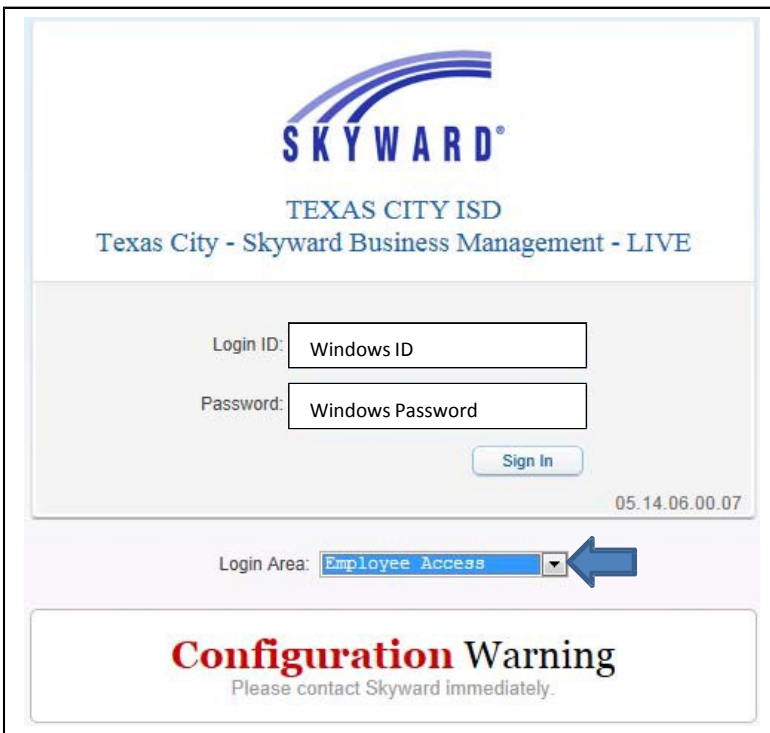 SKYWARD®
TEXAS CITY ISD
Texas City - Skyward Business Management - LIVE
Login ID: Windows ID
Password: Windows Password
Sign In
05.14.06.00.07
Login Area: Employee Access
Configuration Warning
Please contact Skyward immediately.